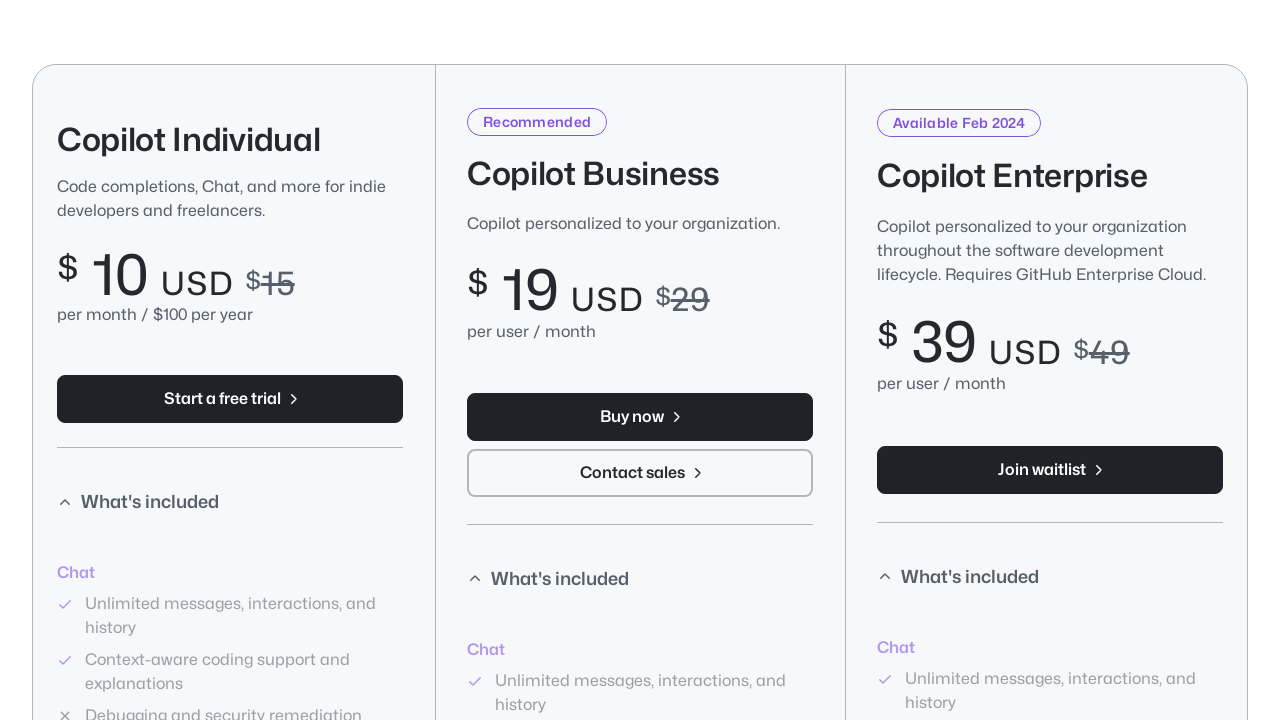 Copilot Individual
Code completions, Chat, and more for indie
developers and freelancers.
$ 10 USD $15
per month / $100 per year
Start a free trial
What's included
Chat
Unlimited messages, interactions, and
history
Context-aware coding support and
explanations
Debugging and security remediation
Recommended
Copilot Business
Copilot personalized to your organization.
$ 19 USD $29
per user / month
Buy now
Contact sales
What's included
Chat
Unlimited messages, interactions, and
history
Available Feb 2024
Copilot Enterprise
Copilot personalized to your organization
throughout the software development
lifecycle. Requires GitHub Enterprise Cloud.
$ 39 USD $49
per user / month
Join waitlist
What's included
Chat
Unlimited messages, interactions, and
history